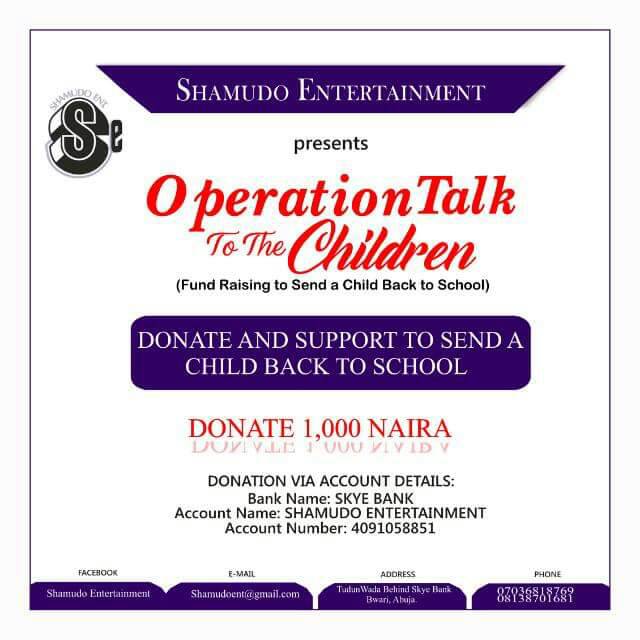 SHAMUDO ENTERTAINMENT
SHAMUDO ENT
Se
presents
Operation Talk
To The Children
(Fund Raising to Send a Child Back to School)
DONATE AND SUPPORT TO SEND A
CHILD BACK TO SCHOOL
DONATE 1,000 NAIRA
DONATION VIA ACCOUNT DETAILS:
Bank Name: SKYE BANK
Account Name: SHAMUDO ENTERTAINMENT
Account Number: 4091058851
FACEBOOK
Shamudo Entertainment
E-MAIL
Shamudoent@gmail.com
ADDRESS
TudunWada Behind Skye Bank
Bwari, Abuja.
PHONE
07036818769
08138701681